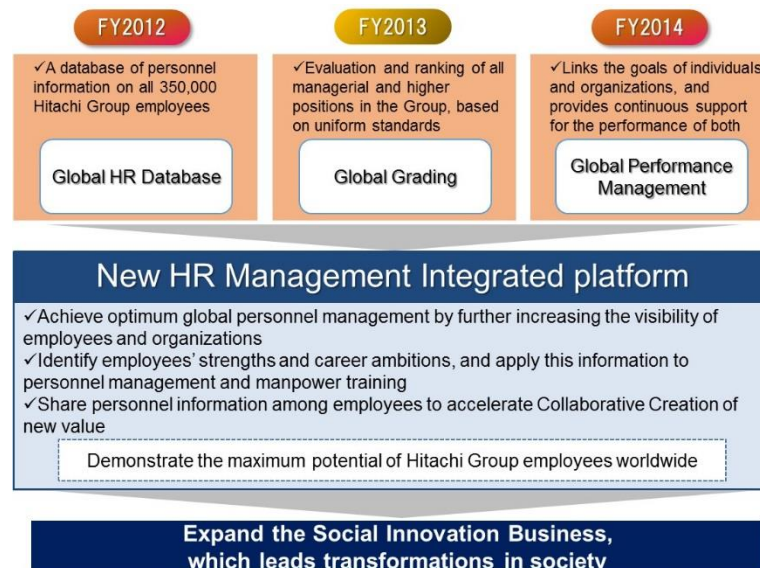 FY2012
FY2013
FY2014
✓A database of personnel
information on all 350,000
Hitachi Group employees
Global HR Database
✓Evaluation and ranking of all
managerial and higher
positions in the Group, based
on uniform standards
Global Grading
✓Links the goals of individuals
and organizations, and
provides continuous support
for the performance of both
Global Performance
Management
New HR Management Integrated platform
✓Achieve optimum global personnel management by further increasing the visibility of
employees and organizations
✓Identify employees' strengths and career ambitions, and apply this information to
personnel management and manpower training
✓Share personnel information among employees to accelerate Collaborative Creation of
new value
Demonstrate the maximum potential of Hitachi Group employees worldwide
Expand the Social Innovation Business,
which leads transformations in society